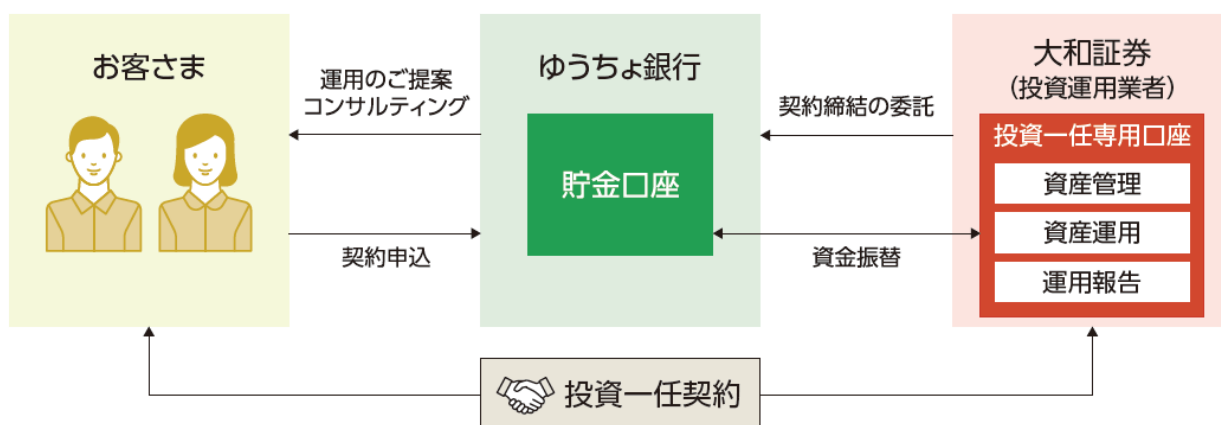 お客さま
運用のご提案
コンサルティング
契約申込
ゆうちょ銀行
貯金口座
契約締結の委託
資金振替
大和証券
（投資運用業者）
投資一任専用口座
資産管理
資産運用
運用報告
投資一任契約